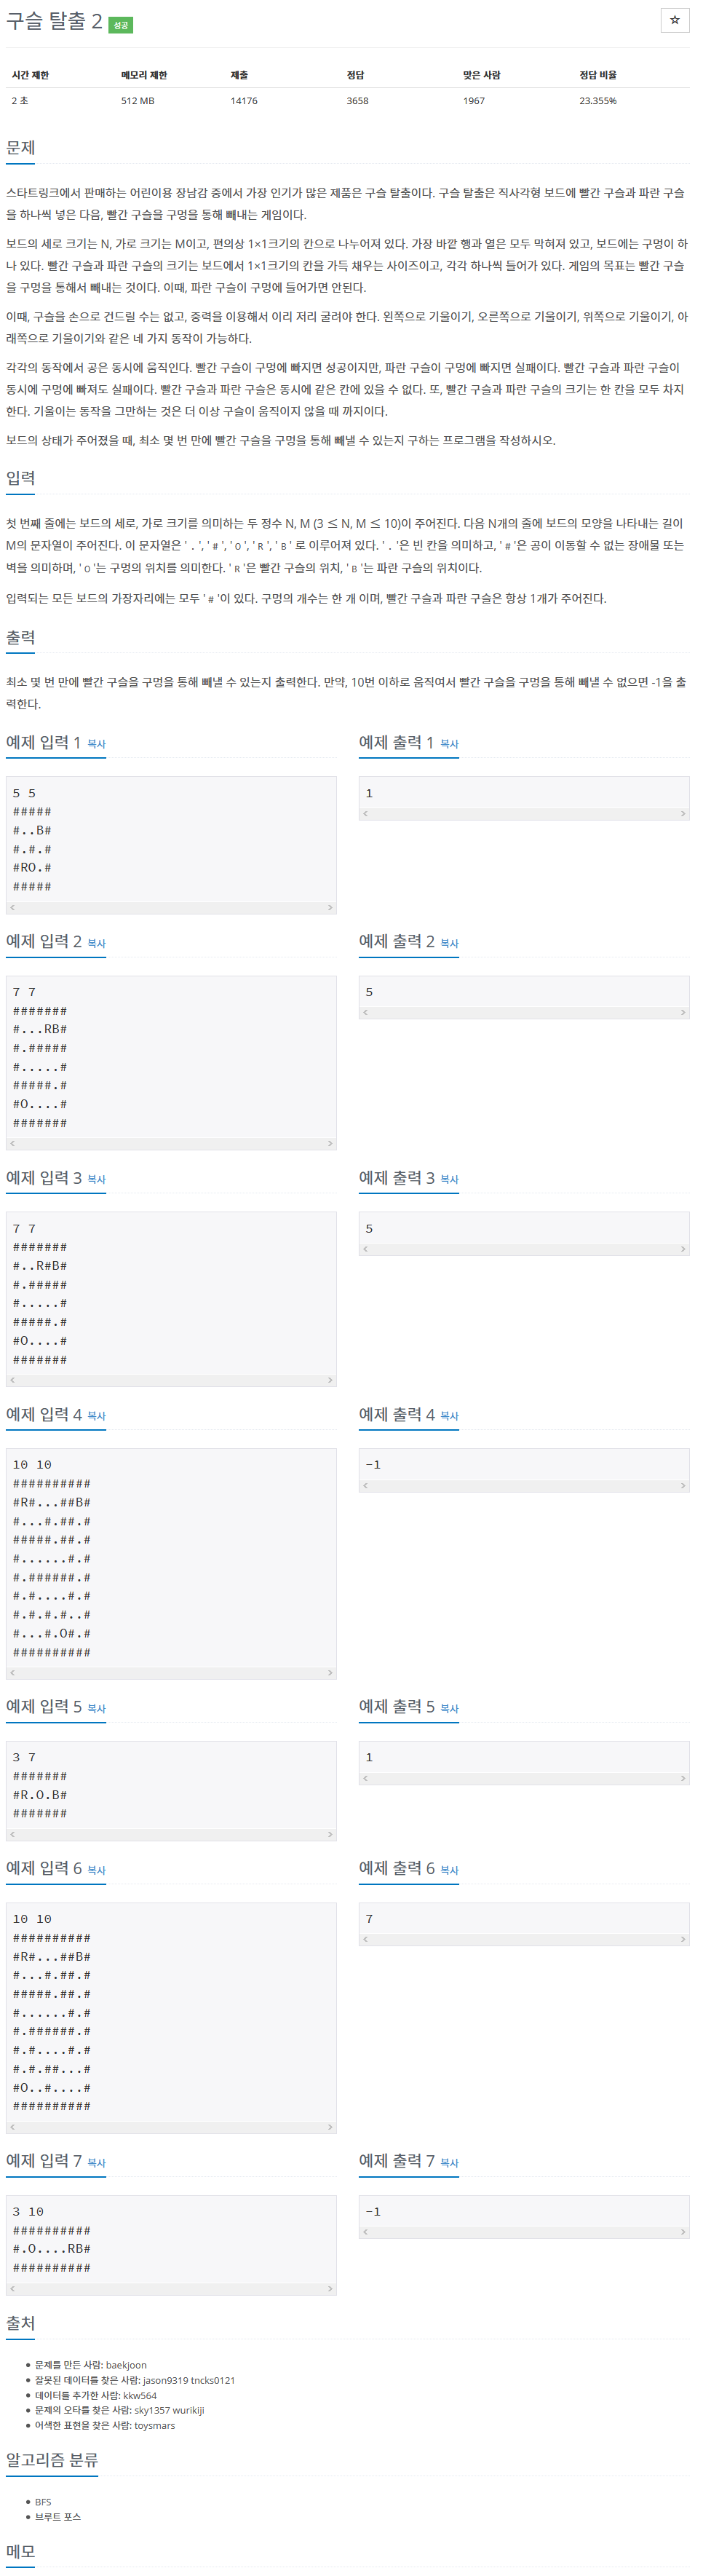 구슬 탈출 2 성공
☆
시간 제한 메모리 제한 제출 정답 맞은 사람 정답 비율
2 초 512 MB 14176 3658 1967 23.355%
문제
스타트링크에서 판매하는 어린이용 장난감 중에서 가장 인기가 많은 제품은 구슬 탈출이다. 구슬 탈출은 직사각형 보드에 빨간 구슬과 파란 구슬
을 하나씩 넣은 다음, 빨간 구슬을 구멍을 통해 빼내는 게임이다.
보드의 세로 크기는 N, 가로 크기는 M이고, 편의상 1×1크기의 칸으로 나누어져 있다. 가장 바깥 행과 열은 모두 막혀져 있고, 보드에는 구멍이 하
나 있다. 빨간 구슬과 파란 구슬의 크기는 보드에서 1×1크기의 칸을 가득 채우는 사이즈이고, 각각 하나씩 들어가 있다. 게임의 목표는 빨간 구슬
을 구멍을 통해서 빼내는 것이다. 이때, 파란 구슬이 구멍에 들어가면 안된다.
이때, 구슬을 손으로 건드릴 수는 없고, 중력을 이용해서 이리 저리 굴려야 한다. 왼쪽으로 기울이기, 오른쪽으로 기울이기, 위쪽으로 기울이기, 아
래쪽으로 기울이기와 같은 네 가지 동작이 가능하다.
각각의 동작에서 공은 동시에 움직인다. 빨간 구슬이 구멍에 빠지면 성공이지만, 파란 구슬이 구멍에 빠지면 실패이다. 빨간 구슬과 파란 구슬이
동시에 구멍에 빠져도 실패이다. 빨간 구슬과 파란 구슬은 동시에 같은 칸에 있을 수 없다. 또, 빨간 구슬과 파란 구슬의 크기는 한 칸을 모두 차지
한다. 기울이는 동작을 그만하는 것은 더 이상 구슬이 움직이지 않을 때 까지이다.
보드의 상태가 주어졌을 때, 최소 몇 번 만에 빨간 구슬을 구멍을 통해 빼낼 수 있는지 구하는 프로그램을 작성하시오.
입력
첫 번째 줄에는 보드의 세로, 가로 크기를 의미하는 두 정수 N, M (3 ≤ N, M ≤ 10)이 주어진다. 다음 N개의 줄에 보드의 모양을 나타내는 길이
M의 문자열이 주어진다. 이 문자열은 '.', '#', 'O', 'R', 'B' 로 이루어져 있다. '.'은 빈 칸을 의미하고, '#'은 공이 이동할 수 없는 장애물 또는
벽을 의미하며, 'O'는 구멍의 위치를 의미한다. 'R'은 빨간 구슬의 위치, 'B'는 파란 구슬의 위치이다.
입력되는 모든 보드의 가장자리에는 모두 '#'이 있다. 구멍의 개수는 한 개 이며, 빨간 구슬과 파란 구슬은 항상 1개가 주어진다.
출력
최소 몇 번 만에 빨간 구슬을 구멍을 통해 빼낼 수 있는지 출력한다. 만약, 10번 이하로 움직여서 빨간 구슬을 구멍을 통해 빼낼 수 없으면 -1을 출
력한다.
예제 입력 1 복사
5 5
#####
#..B#
#.#.#
#RO.#
#####
예제 출력 1 복사
1
예제 입력 2 복사
7 7
#######
#...RB#
#.#####
#.....#
#####.#
#O....#
#######
예제 출력 2 복사
5
예제 입력 3 복사
7 7
#######
#..R#B#
#.#####
#.....#
#####.#
#O....#
#######
예제 출력 3 복사
5
예제 입력 4 복사
10 10
##########
#R#...##B#
#...#.##.#
#####.##.#
#......#.#
#.######.#
#.#....#.#
#.#.#.#..#
#...#.O#.#
##########
예제 출력 4 복사
-1
예제 입력 5 복사
3 7
#######
#R.O.B#
#######
예제 출력 5 복사
1
예제 입력 6 복사
10 10
##########
#R#...##B#
#...#.##.#
#####.##.#
#......#.#
#.######.#
#.#....#.#
#.#.##...#
#O..#....#
##########
예제 출력 6 복사
7
예제 입력 7 복사
3 10
##########
#.O....RB#
##########
예제 출력 7 복사
-1
출처
문제를 만든 사람: baekjoon
잘못된 데이터를 찾은 사람: jason9319 tncks0121
데이터를 추가한 사람: kkw564
문제의 오타를 찾은 사람: sky1357 wurikiji
어색한 표현을 찾은 사람: toysmars
알고리즘 분류
BFS
브루트 포스
메모